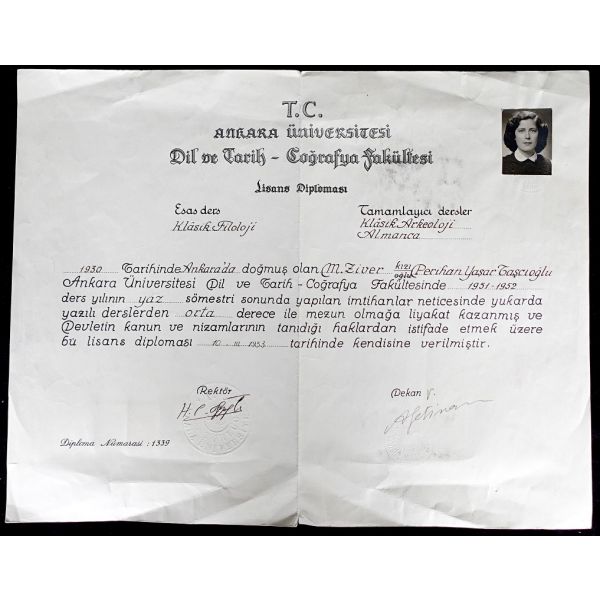 T.C.
ANKARA ÜNİVERSİTESİ
Dil ve Tarih - Coğrafya Fakültesi
Lisans Diploması
Esas ders
Klâsik Filoloji
Tamamlayıcı dersler
Klâsik Arkeoloji
Almanca
1930 Tarihinde Ankara'da doğmuş olan (M. Ziver kızı oğlu) Perihan Yaşar Taşcıoğlu
Ankara Üniversitesi Dil ve Tarih-Coğrafya Fakültesinde 1951-1952
ders yılının yaz sömestri sonunda yapılan imtihanlar neticesinde yukarda
yazılı derslerden orta derece ile mezun olmağa liyakat kazanmış ve
Devletin kanun ve nizamlarının tanıdığı haklardan istifade etmek üzere
bu lisans diploması 10.III.1953 tarihinde kendisine verilmiştir.
Rektör
Dekan V.
Diploma Numarası: 1339